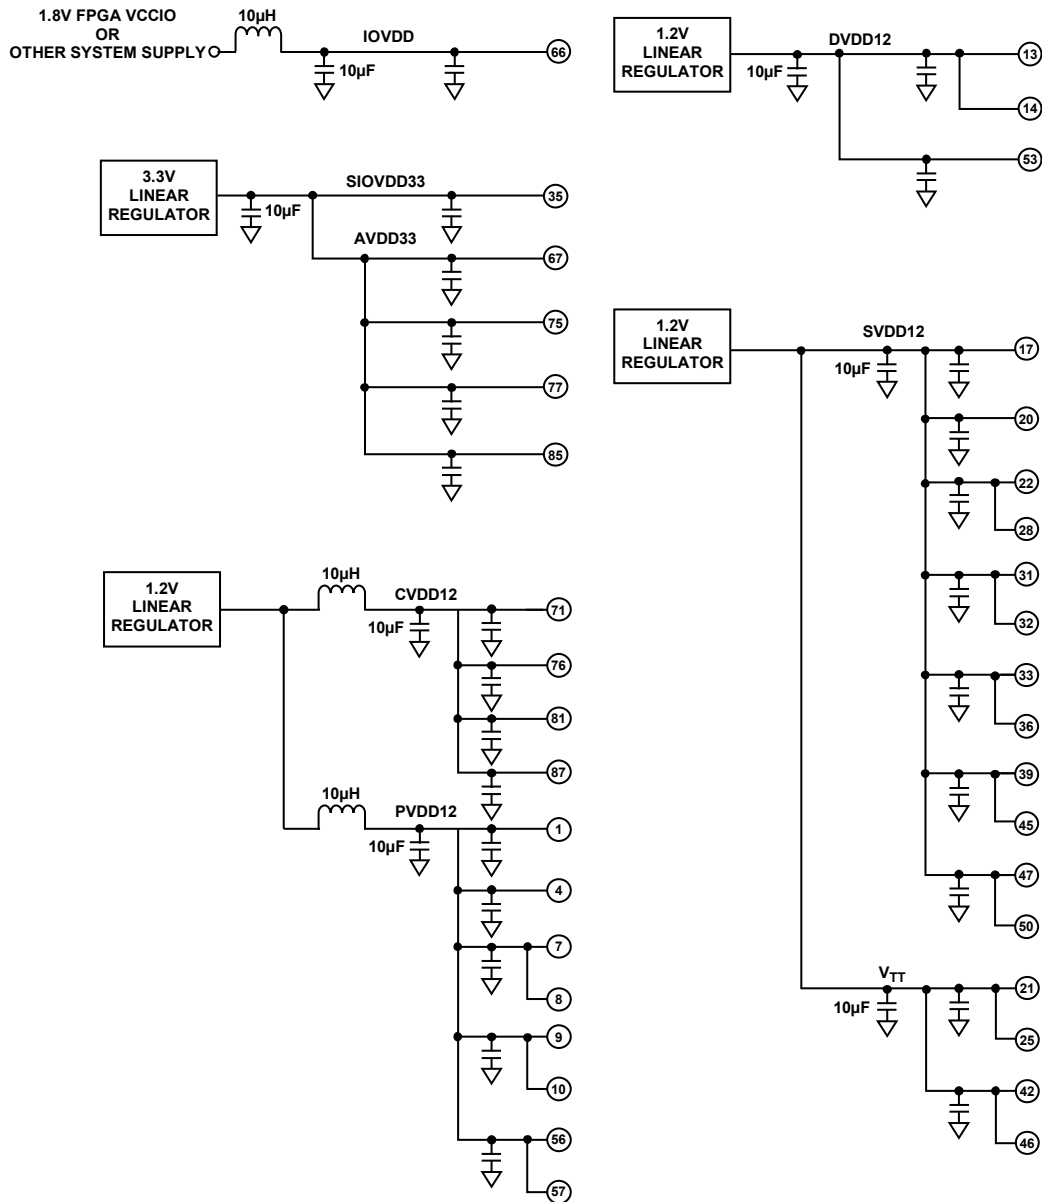 1.8V FPGA VCCIO
OR
OTHER SYSTEM SUPPLY
10µH
IOVDD
10µF
66
3.3V
LINEAR
REGULATOR
10µF
SIOVDD33
35
AVDD33
67
75
77
85
1.2V
LINEAR
REGULATOR
10µH
CVDD12
10µF
71
76
81
87
10µH
PVDD12
10µF
1
4
7
8
9
10
56
57
1.2V
LINEAR
REGULATOR
10µF
DVDD12
13
14
53
1.2V
LINEAR
REGULATOR
SVDD12
10µF
17
20
22
28
31
32
33
36
39
45
47
50
VTT
10µF
21
25
42
46